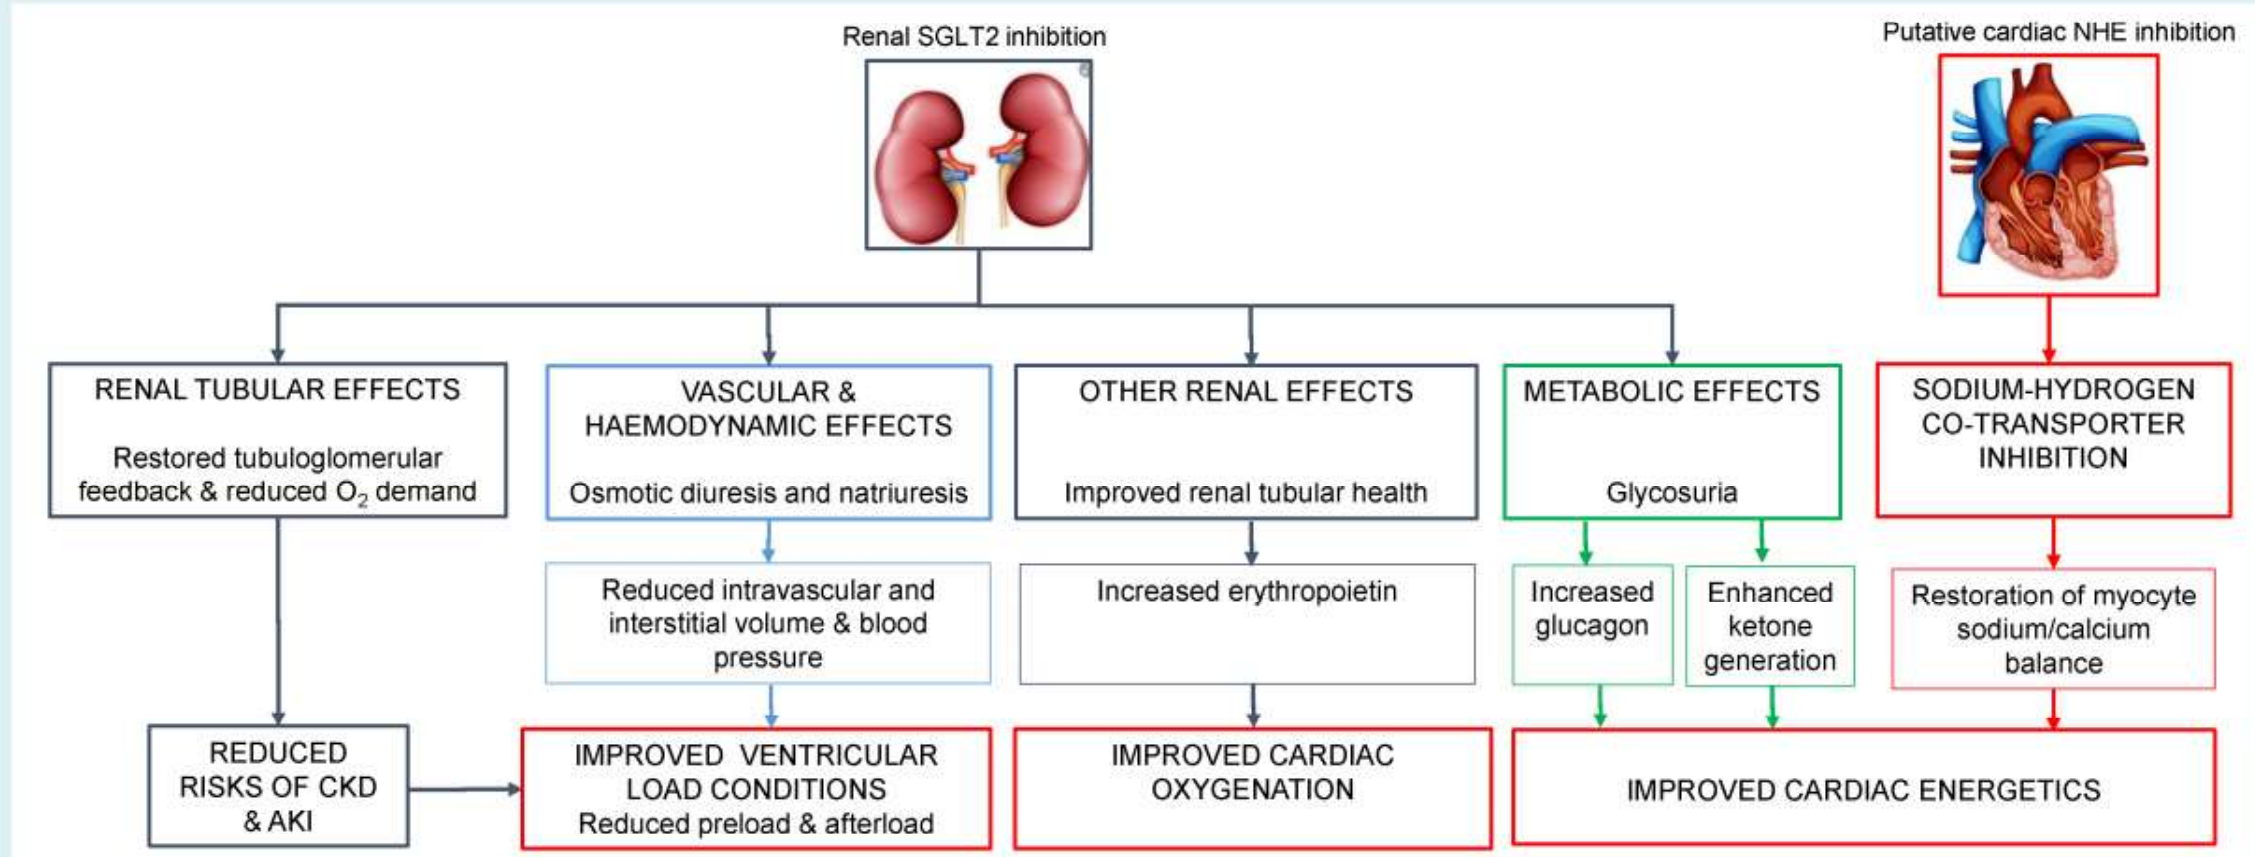 Renal SGLT2 inhibition
Putative cardiac NHE inhibition
RENAL TUBULAR EFFECTS
Restored tubuloglomerular
feedback & reduced O₂ demand
VASCULAR &
HAEMODYNAMIC EFFECTS
Osmotic diuresis and natriuresis
OTHER RENAL EFFECTS
Improved renal tubular health
METABOLIC EFFECTS
Glycosuria
SODIUM-HYDROGEN
CO-TRANSPORTER
INHIBITION
Reduced intravascular and
interstitial volume & blood
pressure
Increased erythropoietin
Increased
glucagon
Enhanced
ketone
generation
Restoration of myocyte
sodium/calcium
balance
REDUCED
RISKS OF CKD
& AKI
IMPROVED VENTRICULAR
LOAD CONDITIONS
Reduced preload & afterload
IMPROVED CARDIAC
OXYGENATION
IMPROVED CARDIAC ENERGETICS